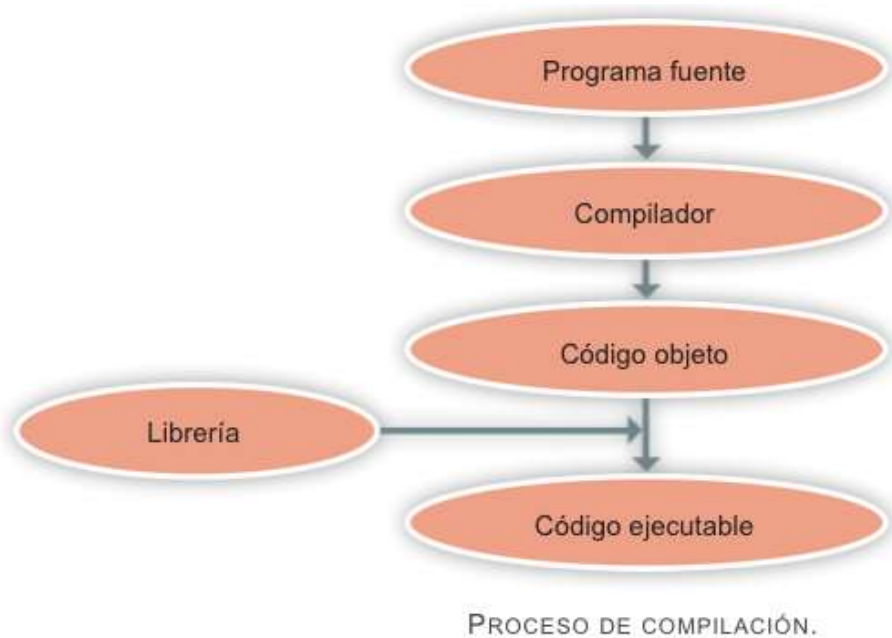 Programa fuente
Compilador
Código objeto
Librería
Código ejecutable
PROCESO DE COMPILACIÓN.